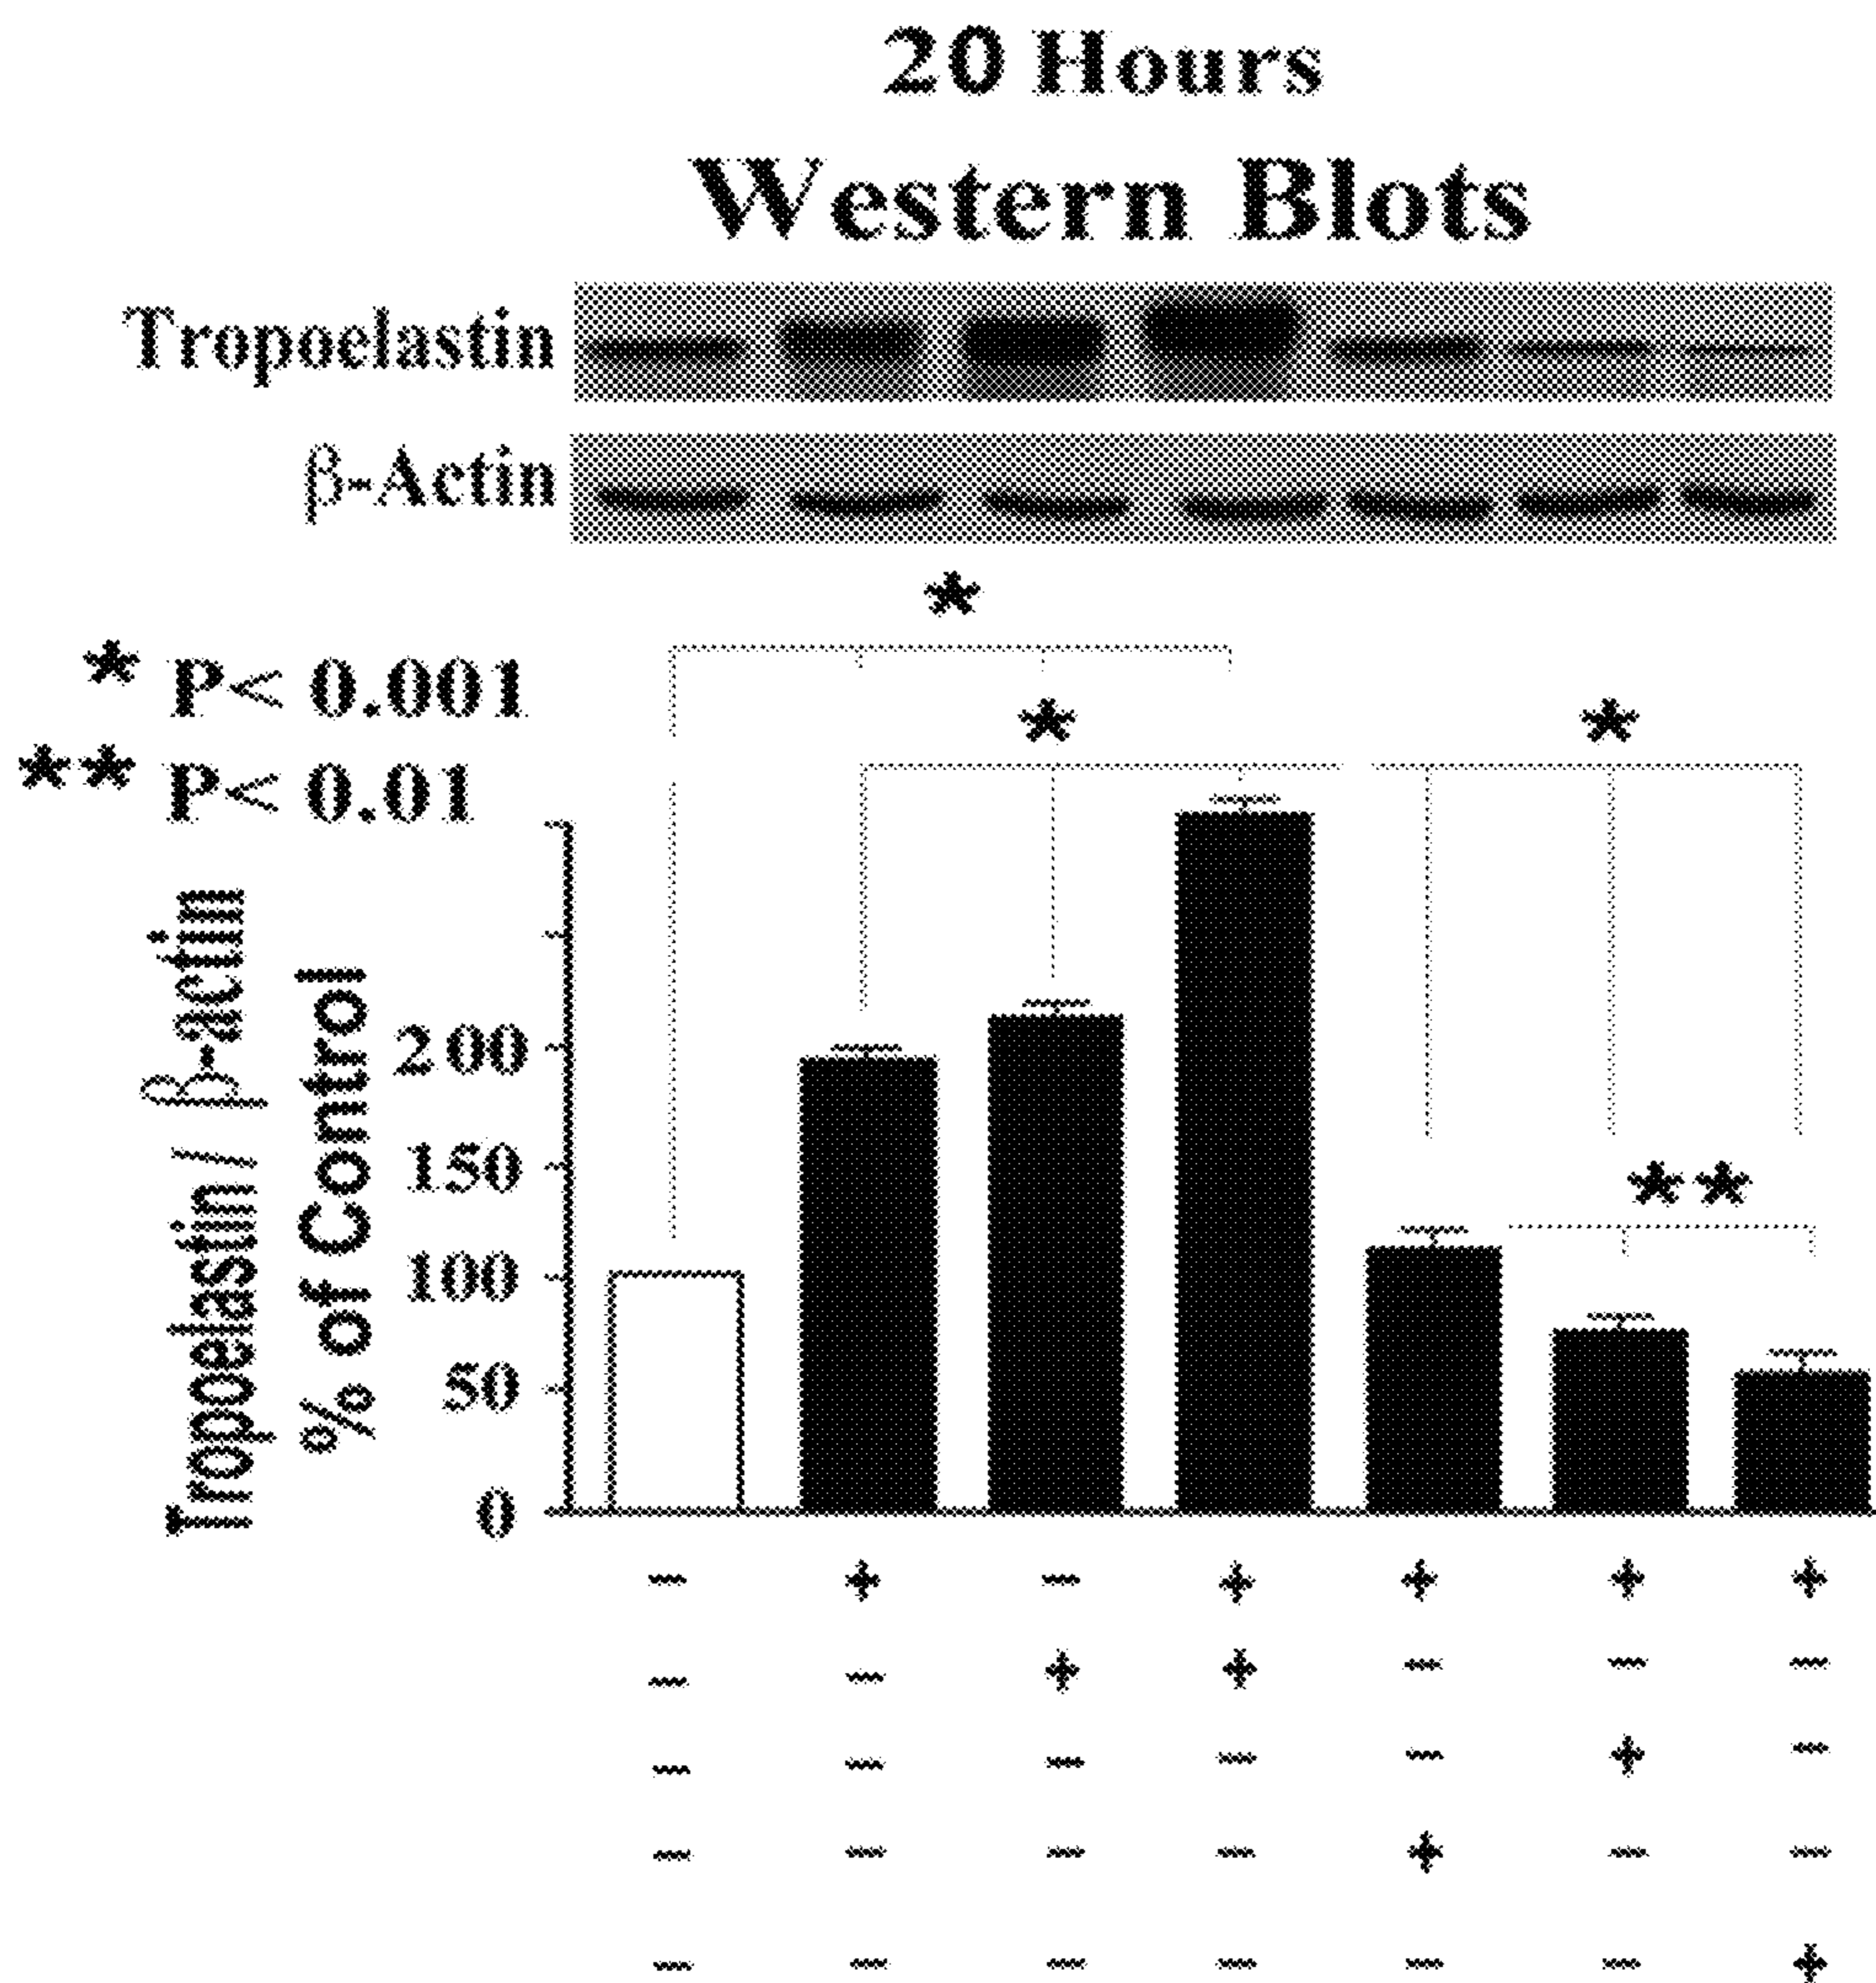 20 Hours
Western Blots
Tropoelastin
β-Actin
*
* P< 0.001
* *
** P< 0.01
Tropoelastin / β-actin
% of Control
200
150
**
100
50
0
− + − + + + +
− − + + − − −
− − − − − + −
− − − − + − −
− − − − − − +